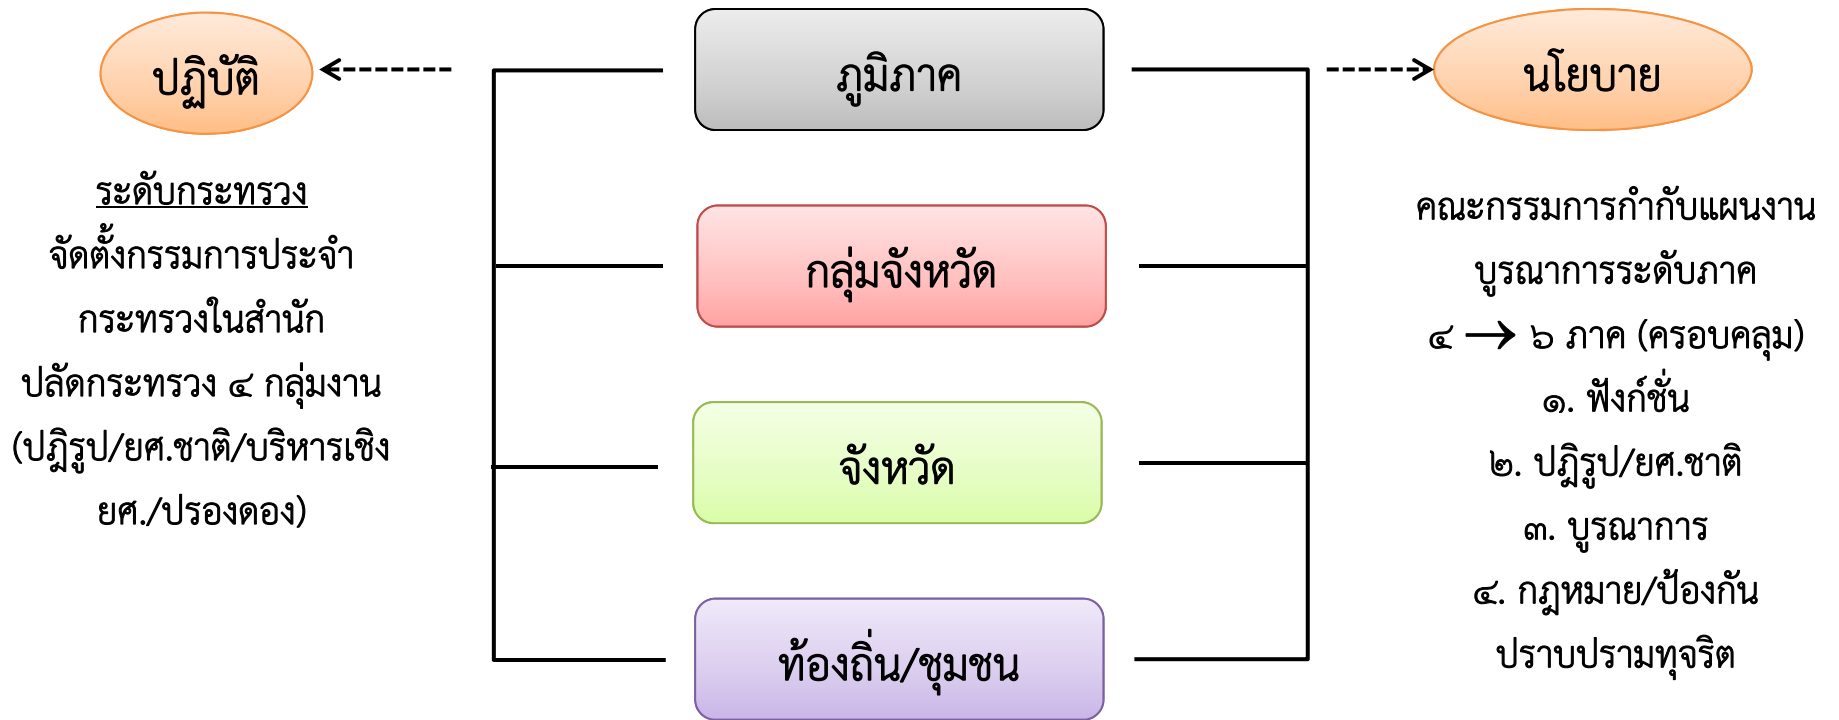 ปฏิบัติ
ระดับกระทรวง
จัดตั้งกรรมการประจำ
กระทรวงในสำนัก
ปลัดกระทรวง ๔ กลุ่มงาน
(ปฎิรูป/ยศ.ชาติ/บริหารเชิง
ยศ./ปรองดอง)
ภูมิภาค
กลุ่มจังหวัด
จังหวัด
ท้องถิ่น/ชุมชน
นโยบาย
คณะกรรมการกำกับแผนงาน
บูรณาการระดับภาค
๔ → ๖ ภาค (ครอบคลุม)
๑. ฟังก์ชั่น
๒. ปฎิรูป/ยศ.ชาติ
๓. บูรณาการ
๔. กฎหมาย/ป้องกัน
ปราบปรามทุจริต